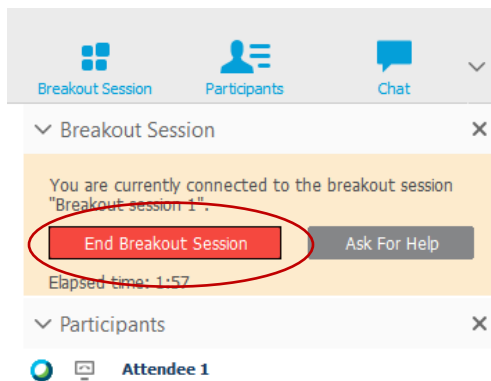 Breakout Session Participants Chat
Breakout Session
You are currently connected to the breakout session
"Breakout session 1".
End Breakout Session Ask For Help
Elapsed time: 1:57
Participants
Attendee 1